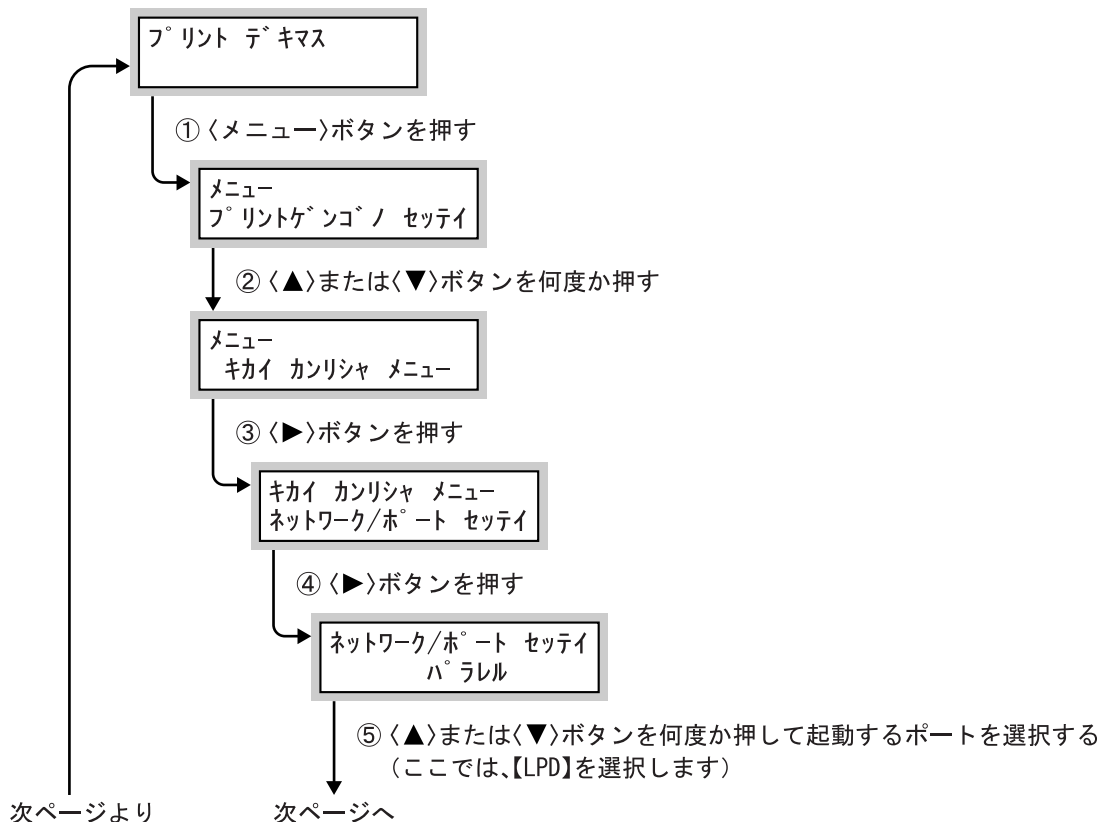 プリント デキマス
①〈メニュー〉ボタンを押す
メニュー
プリントゲンゴノ セッテイ
②〈▲〉または〈▼〉ボタンを何度か押す
メニュー
キカイ カンリシャ メニュー
③〈▶〉ボタンを押す
キカイ カンリシャ メニュー
ネットワーク/ポート セッテイ
④〈▶〉ボタンを押す
ネットワーク/ポート セッテイ
パラレル
⑤〈▲〉または〈▼〉ボタンを何度か押して起動するポートを選択する
（ここでは、【LPD】を選択します）
次ページより
次ページへ